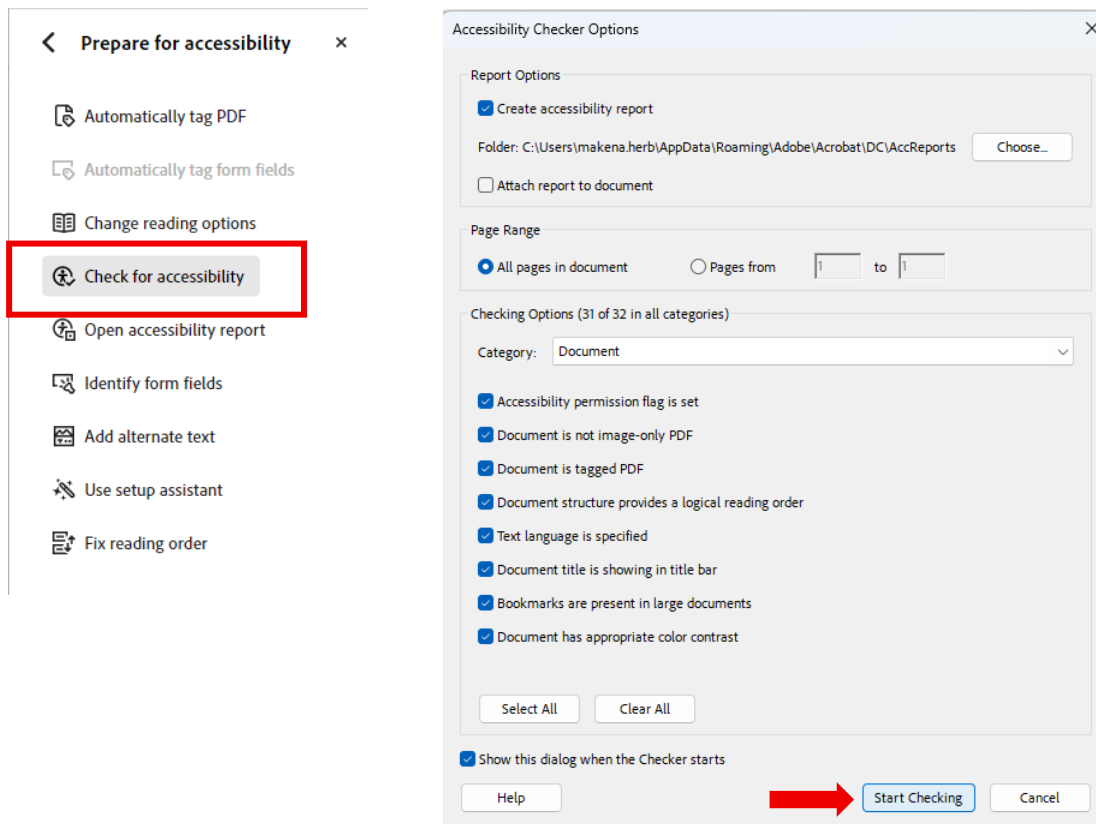 Prepare for accessibility
Automatically tag PDF
Automatically tag form fields
Change reading options
Check for accessibility
Open accessibility report
Identify form fields
Add alternate text
Use setup assistant
Fix reading order
Accessibility Checker Options
Report Options
Create accessibility report
Folder: C:\Users\makena.herb\AppData\Roaming\Adobe\Acrobat\DC\AccReports Choose...
Attach report to document
Page Range
All pages in document Pages from 1 to 1
Checking Options (31 of 32 in all categories)
Category: Document
Accessibility permission flag is set
Document is not image-only PDF
Document is tagged PDF
Document structure provides a logical reading order
Text language is specified
Document title is showing in title bar
Bookmarks are present in large documents
Document has appropriate color contrast
Select All Clear All
Show this dialog when the Checker starts
Help Start Checking Cancel